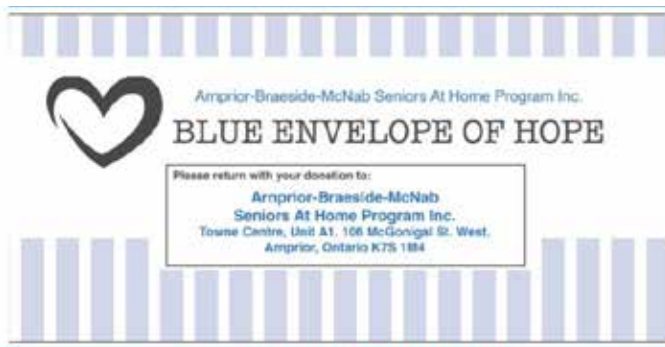 Arnprior-Braeside-McNab Seniors At Home Program Inc.
BLUE ENVELOPE OF HOPE
Please return with your donation to:
Arnprior-Braeside-McNab
Seniors At Home Program Inc.
Towne Centre, Unit A1. 106 McGonigal St. West.
Arnprior, Ontario K7S 1M4